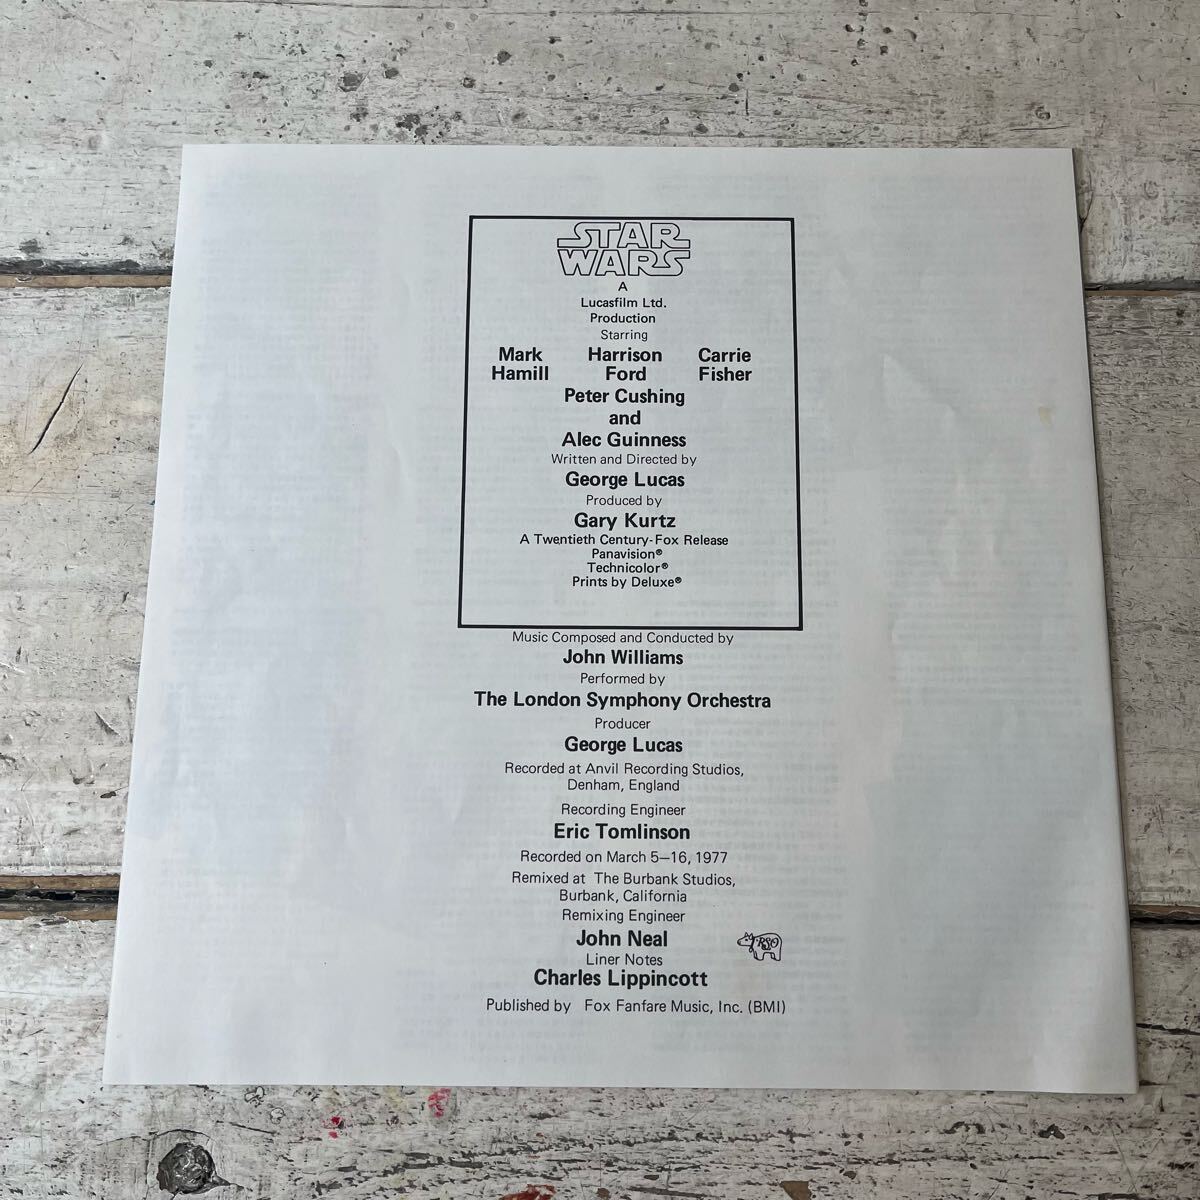 STAR
WARS
A
Lucasfilm Ltd.
Production
Starring
Mark Harrison Carrie
Hamill Ford Fisher
Peter Cushing
and
Alec Guinness
Written and Directed by
George Lucas
Produced by
Gary Kurtz
A Twentieth Century-Fox Release
Panavision®
Technicolor®
Prints by Deluxe®
Music Composed and Conducted by
John Williams
Performed by
The London Symphony Orchestra
Producer
George Lucas
Recorded at Anvil Recording Studios,
Denham, England
Recording Engineer
Eric Tomlinson
Recorded on March 5–16, 1977
Remixed at The Burbank Studios,
Burbank, California
Remixing Engineer
John Neal
RSO
Liner Notes
Charles Lippincott
Published by Fox Fanfare Music, Inc. (BMI)